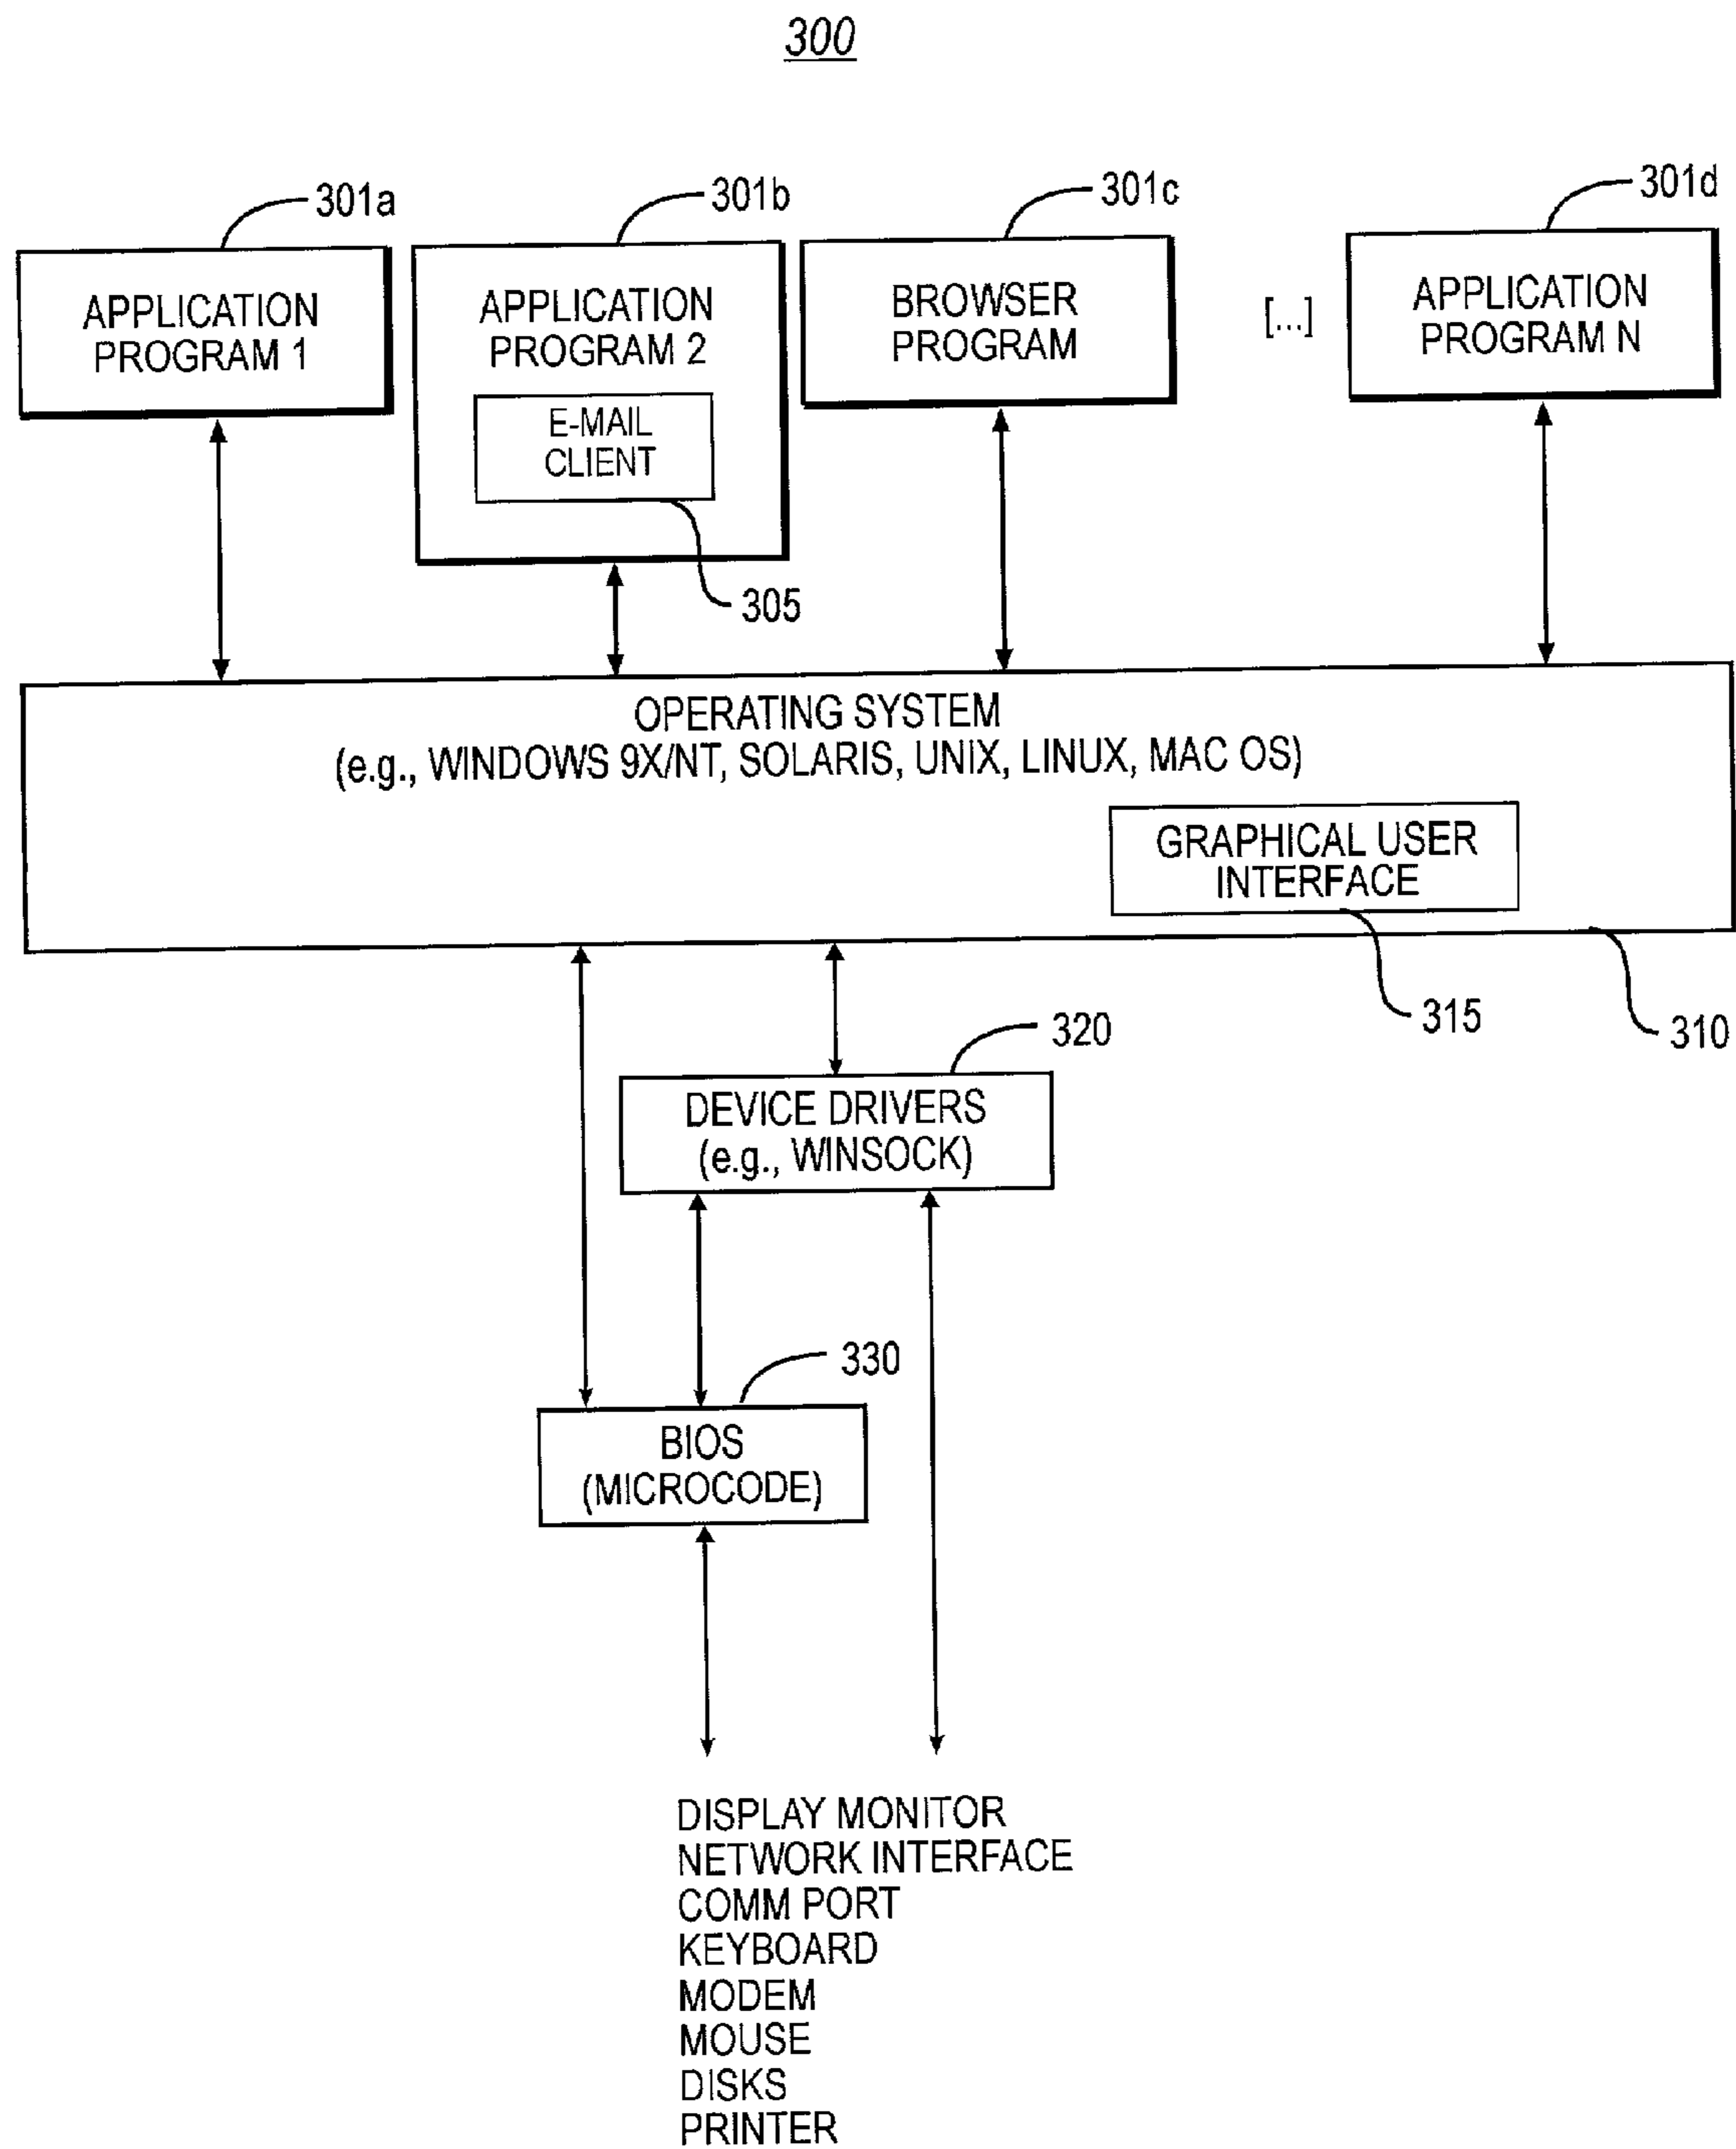 300
301a
301b
301c
301d
APPLICATION
PROGRAM 1
APPLICATION
PROGRAM 2
E-MAIL
CLIENT
305
BROWSER
PROGRAM
[...]
APPLICATION
PROGRAM N
OPERATING SYSTEM
(e.g., WINDOWS 9X/NT, SOLARIS, UNIX, LINUX, MAC OS)
GRAPHICAL USER
INTERFACE
315
310
320
DEVICE DRIVERS
(e.g., WINSOCK)
330
BIOS
(MICROCODE)
DISPLAY MONITOR
NETWORK INTERFACE
COMM PORT
KEYBOARD
MODEM
MOUSE
DISKS
PRINTER